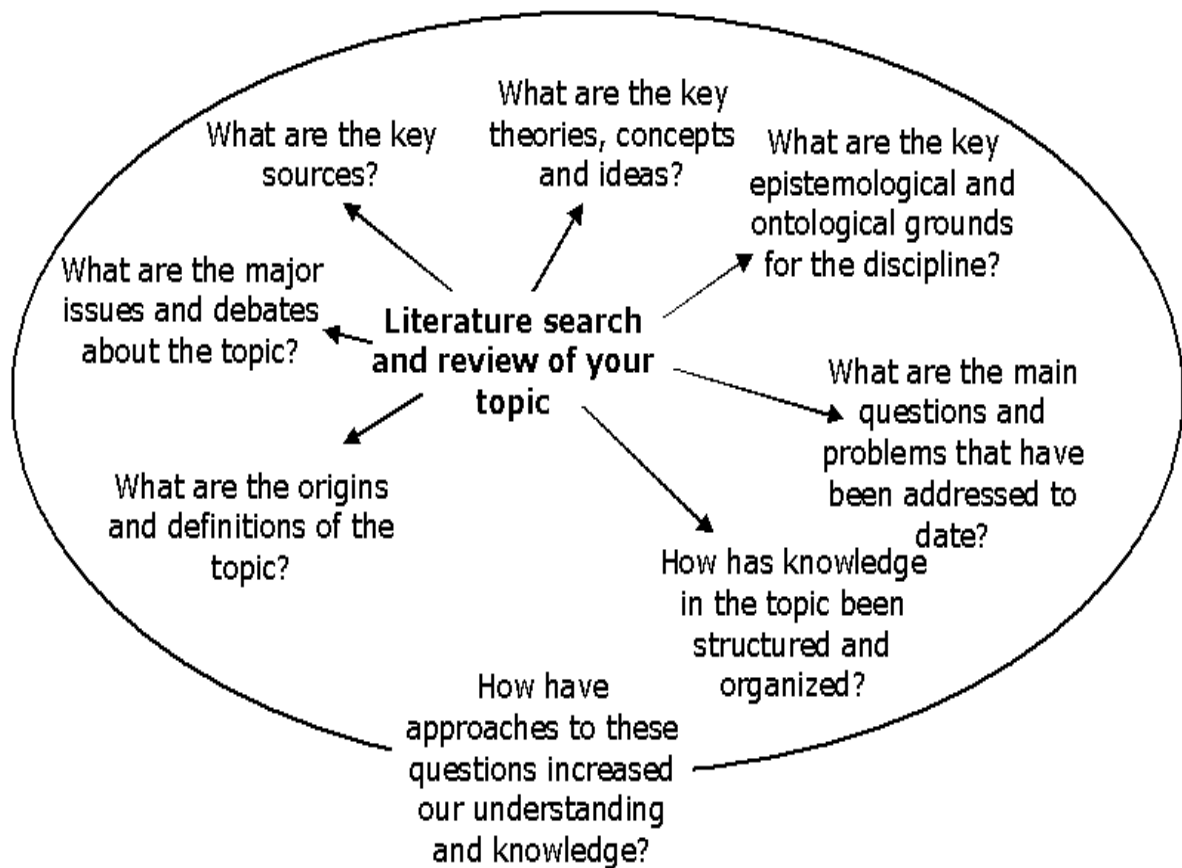 What are the key
sources?
What are the key
theories, concepts
and ideas?
What are the key
epistemological and
ontological grounds
for the discipline?
What are the major
issues and debates
about the topic?
Literature search
and review of your
topic
What are the main
questions and
problems that have
been addressed to
date?
What are the origins
and definitions of the
topic?
How has knowledge
in the topic been
structured and
organized?
How have
approaches to these
questions increased
our understanding
and knowledge?